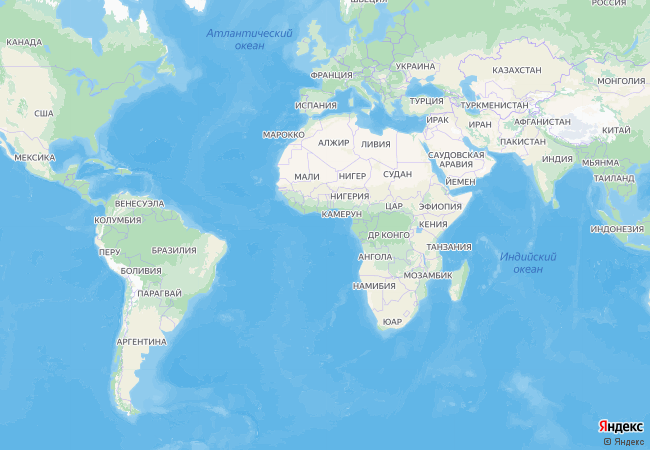 ШВЕЦИЯ
РОССИЯ
Атлантический
океан
КАНАДА
УКРАИНА
ФРАНЦИЯ
КАЗАХСТАН
МОНГОЛИЯ
ИСПАНИЯ
ТУРЦИЯ
ТУРКМЕНИСТАН
США
ИРАК
ИРАН
АФГАНИСТАН
КИТАЙ
МАРОККО
АЛЖИР
ЛИВИЯ
ПАКИСТАН
МЕКСИКА
САУДОВСКАЯ
АРАВИЯ
ИНДИЯ
МЬЯНМА
МАЛИ
НИГЕР
СУДАН
ЙЕМЕН
ТАИЛАНД
ВЕНЕСУЭЛА
НИГЕРИЯ
ЦАР
ЭФИОПИЯ
КОЛУМБИЯ
КАМЕРУН
КЕНИЯ
ИНДОНЕЗИЯ
ДР КОНГО
ПЕРУ
БРАЗИЛИЯ
ТАНЗАНИЯ
АНГОЛА
Индийский
океан
БОЛИВИЯ
МОЗАМБИК
ПАРАГВАЙ
НАМИБИЯ
ЮАР
АРГЕНТИНА
Яндекс
© Яндекс